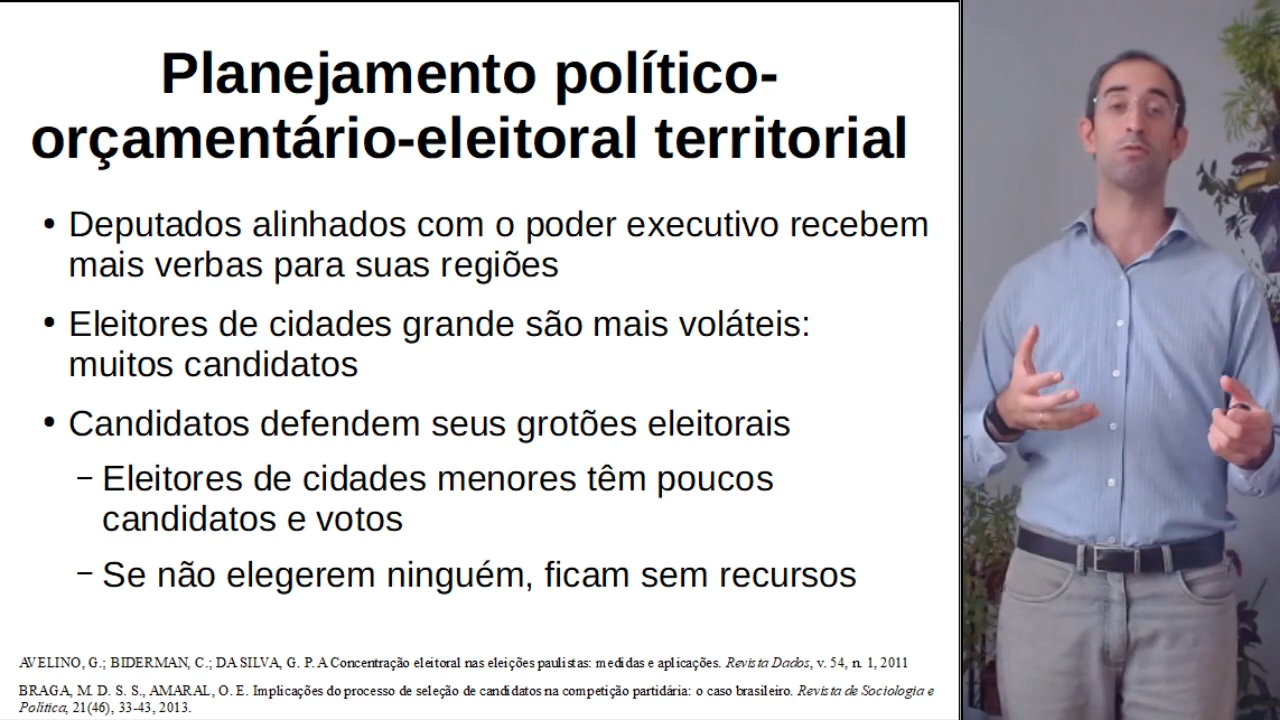 Planejamento político-
orçamentário-eleitoral territorial
• Deputados alinhados com o poder executivo recebem
mais verbas para suas regiões
• Eleitores de cidades grande são mais voláteis:
muitos candidatos
• Candidatos defendem seus grotões eleitorais
– Eleitores de cidades menores têm poucos
candidatos e votos
– Se não elegerem ninguém, ficam sem recursos
AVELINO, G.; BIDERMAN, C.; DA SILVA, G. P. A Concentração eleitoral nas eleições paulistas: medidas e aplicações. Revista Dados, v. 54, n. 1, 2011
BRAGA, M. D. S. S., AMARAL, O. E. Implicações do processo de seleção de candidatos na competição partidária: o caso brasileiro. Revista de Sociologia e
Política, 21(46), 33-43, 2013.